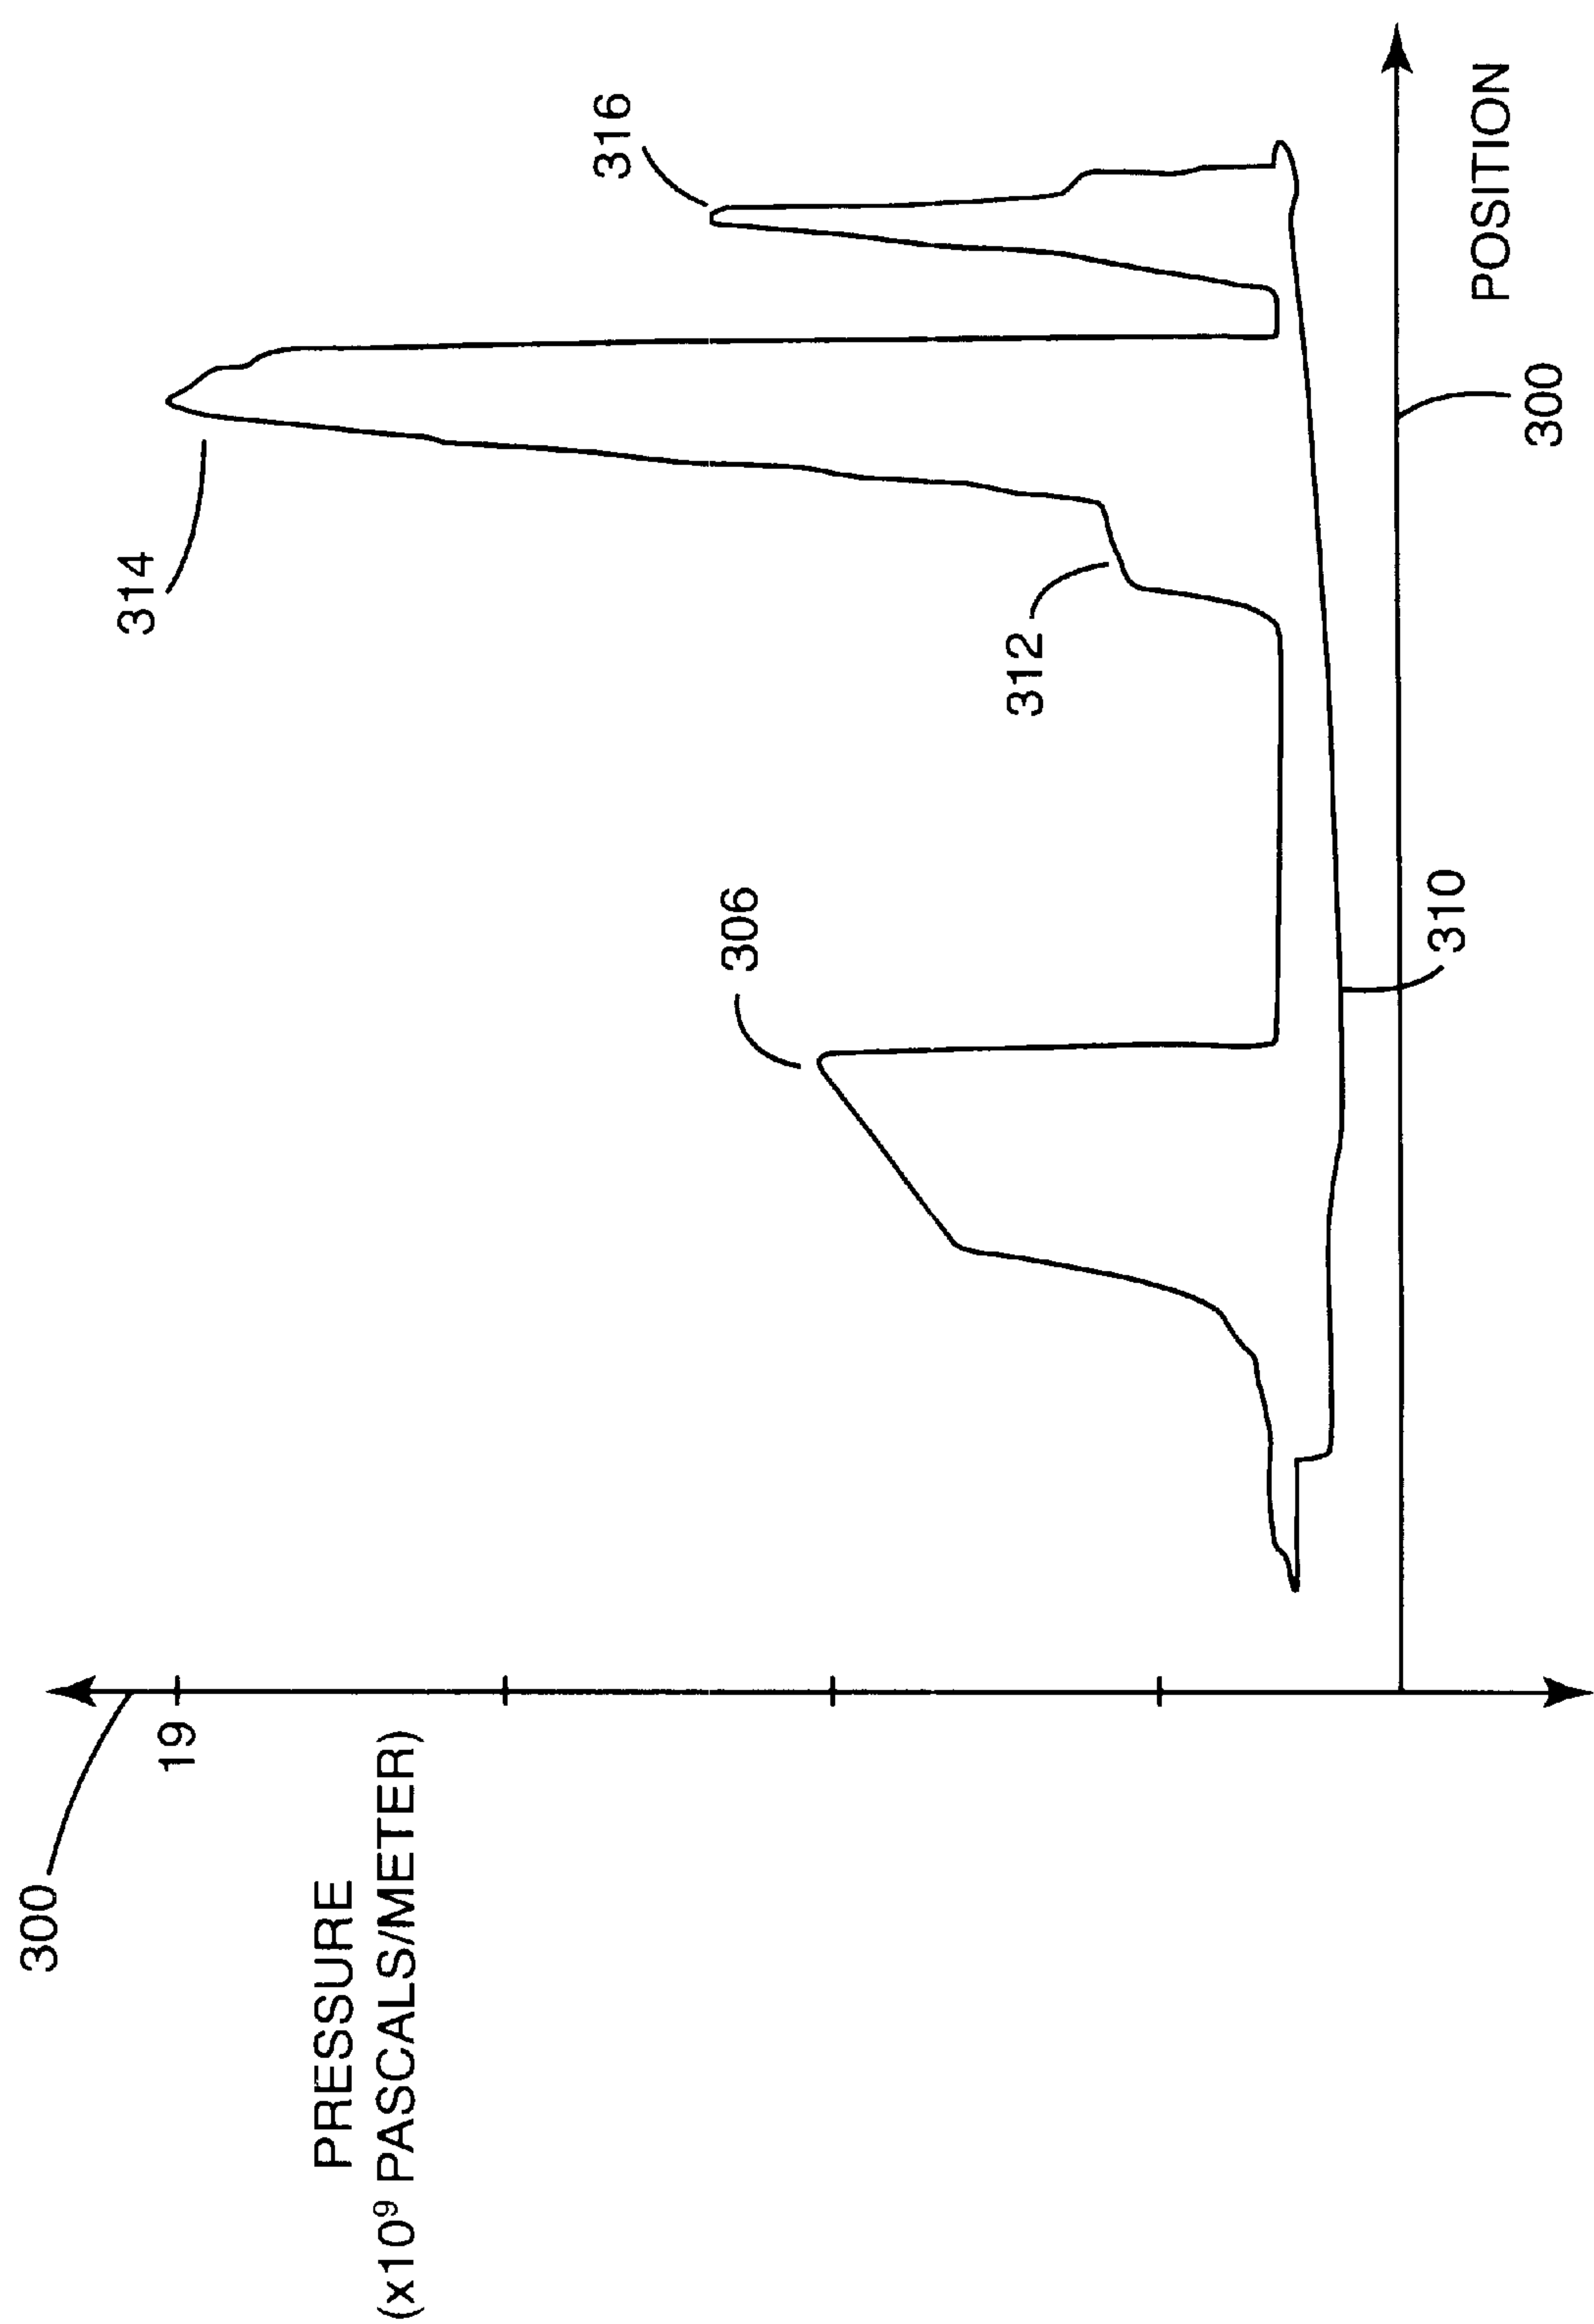 300
19
PRESSURE
(x10⁹ PASCALS/METER)
314
316
306
312
310
300
POSITION